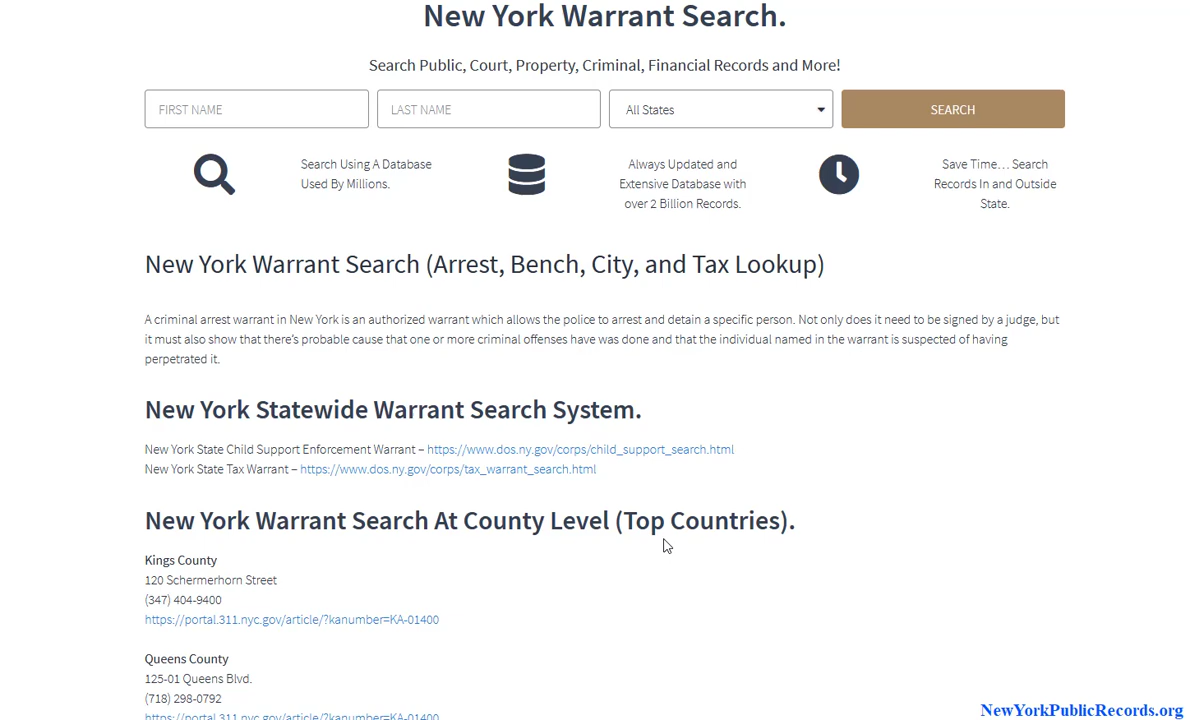 New York Warrant Search.
Search Public, Court, Property, Criminal, Financial Records and More!
FIRST NAME
LAST NAME
All States
SEARCH
Search Using A Database
Used By Millions.
Always Updated and
Extensive Database with
over 2 Billion Records.
Save Time… Search
Records In and Outside
State.
New York Warrant Search (Arrest, Bench, City, and Tax Lookup)
A criminal arrest warrant in New York is an authorized warrant which allows the police to arrest and detain a specific person. Not only does it need to be signed by a judge, but
it must also show that there’s probable cause that one or more criminal offenses have was done and that the individual named in the warrant is suspected of having
perpetrated it.
New York Statewide Warrant Search System.
New York State Child Support Enforcement Warrant – https://www.dos.ny.gov/corps/child_support_search.html
New York State Tax Warrant – https://www.dos.ny.gov/corps/tax_warrant_search.html
New York Warrant Search At County Level (Top Countries).
Kings County
120 Schermerhorn Street
(347) 404-9400
https://portal.311.nyc.gov/article/?kanumber=KA-01400
Queens County
125-01 Queens Blvd.
(718) 298-0792
https://portal.311.nyc.gov/article/?kanumber=KA-01400
NewYorkPublicRecords.org